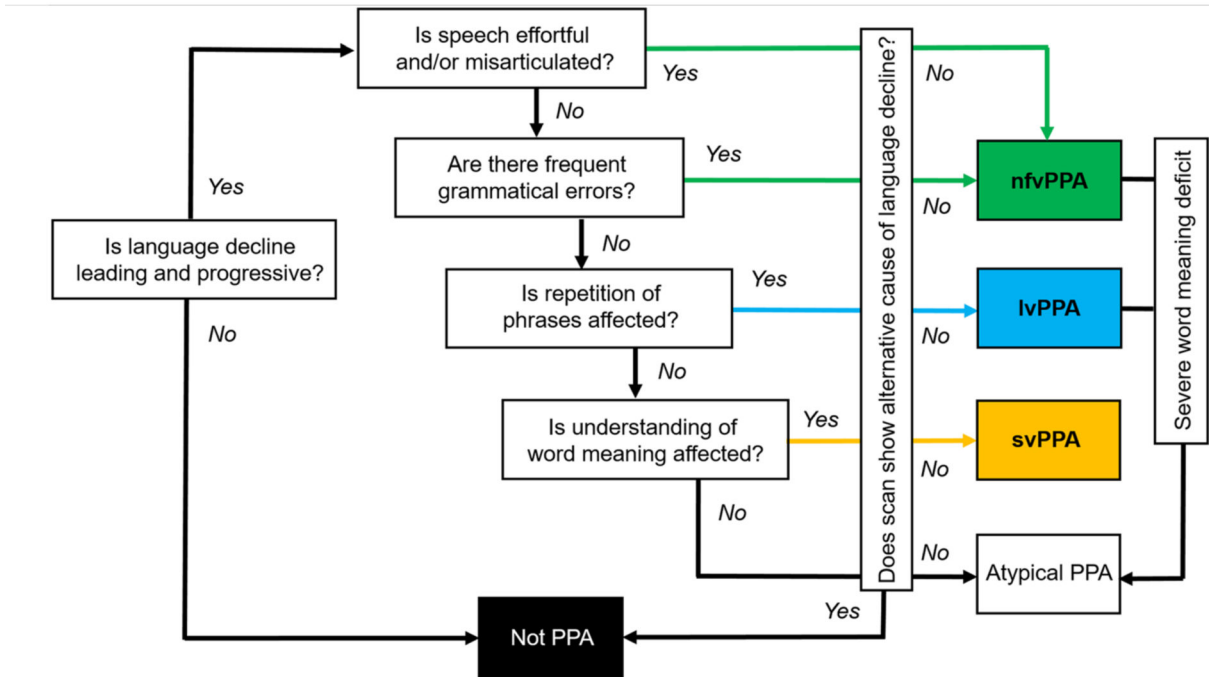 Is speech effortful
and/or misarticulated?
Yes
No
Does scan show alternative cause of language decline?
No
Are there frequent
grammatical errors?
Yes
No
No
nfvPPA
Severe word meaning deficit
Yes
Is language decline
leading and progressive?
No
Is repetition of
phrases affected?
Yes
No
No
lvPPA
Is understanding of
word meaning affected?
Yes
No
No
svPPA
No
Atypical PPA
Yes
Not PPA